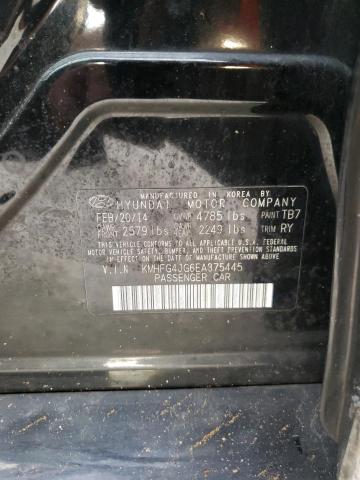 MANUFACTURED IN KOREA BY
HYUNDAI MOTOR COMPANY
FEB/20/14 GVWR 4785 lbs PAINT TB7
GAWR FRONT 2579 lbs GAWR REAR 2249 lbs TRIM RY
THIS VEHICLE CONFORMS TO ALL APPLICABLE
FEDERAL MOTOR VEHICLE SAFETY,
BUMPER, AND THEFT PREVENTION STANDARDS
IN EFFECT ON THE DATE OF MANUFACTURE SHOWN ABOVE.
V.I.N KMHFG4JG6EA375445
PASSENGER CAR